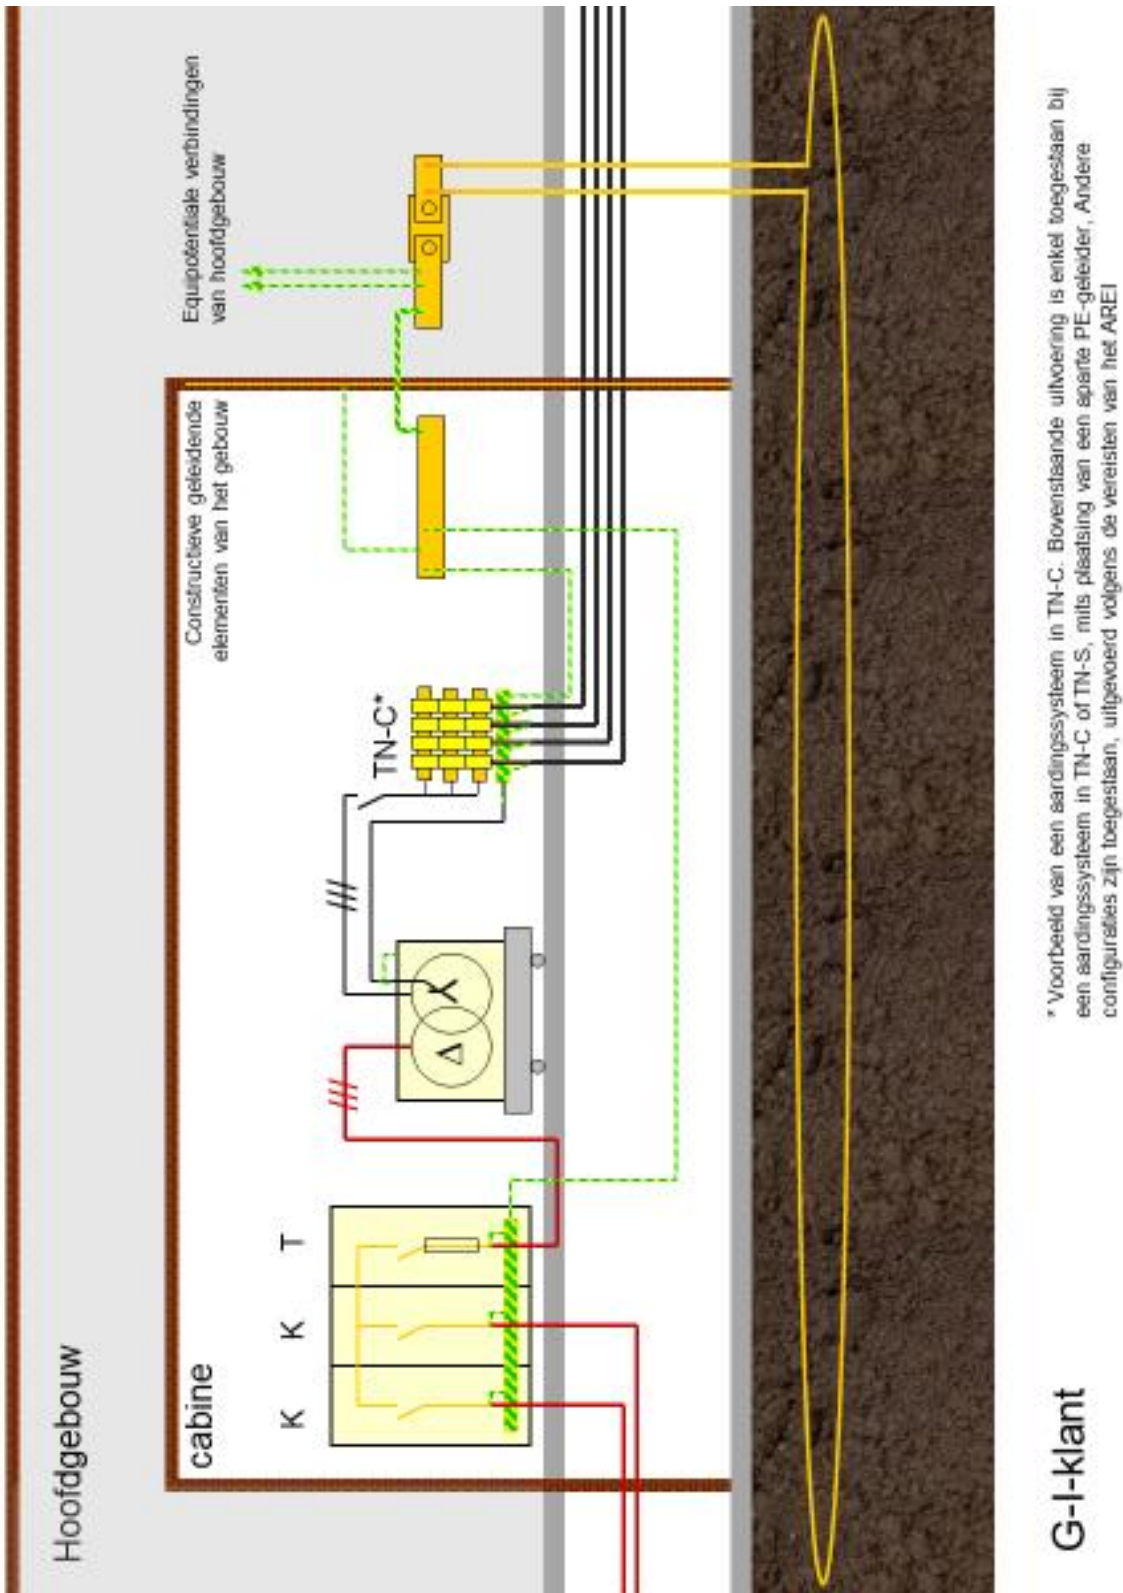 Hoofdgebouw
cabine
K
K
T
TN-C*
Constructieve geleidende
elementen van het gebouw
Equipotentiale verbindingen
van hoofdgebouw
G-I-klant
* Voorbeeld van een aardingssysteem in TN-C. Bovenstaande uitvoering is enkel toegestaan bij
een aardingssysteem in TN-C of TN-S, mits plaatsing van een aparte PE-geleider, Andere
configuraties zijn toegestaan, uitgevoerd volgens de vereisten van het AREI